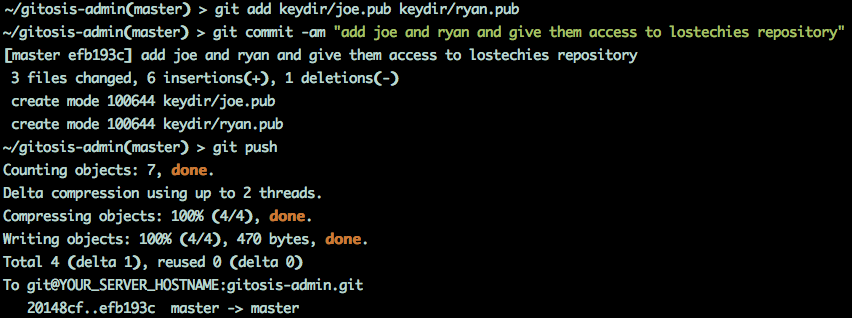 ~/gitosis-admin(master) > git add keydir/joe.pub keydir/ryan.pub
~/gitosis-admin(master) > git commit -am "add joe and ryan and give them access to lostechies repository"
[master efb193c] add joe and ryan and give them access to lostechies repository
 3 files changed, 6 insertions(+), 1 deletions(-)
 create mode 100644 keydir/joe.pub
 create mode 100644 keydir/ryan.pub
~/gitosis-admin(master) > git push
Counting objects: 7, done.
Delta compression using up to 2 threads.
Compressing objects: 100% (4/4), done.
Writing objects: 100% (4/4), 470 bytes, done.
Total 4 (delta 1), reused 0 (delta 0)
To git@YOUR_SERVER_HOSTNAME:gitosis-admin.git
   20148cf..efb193c  master -> master